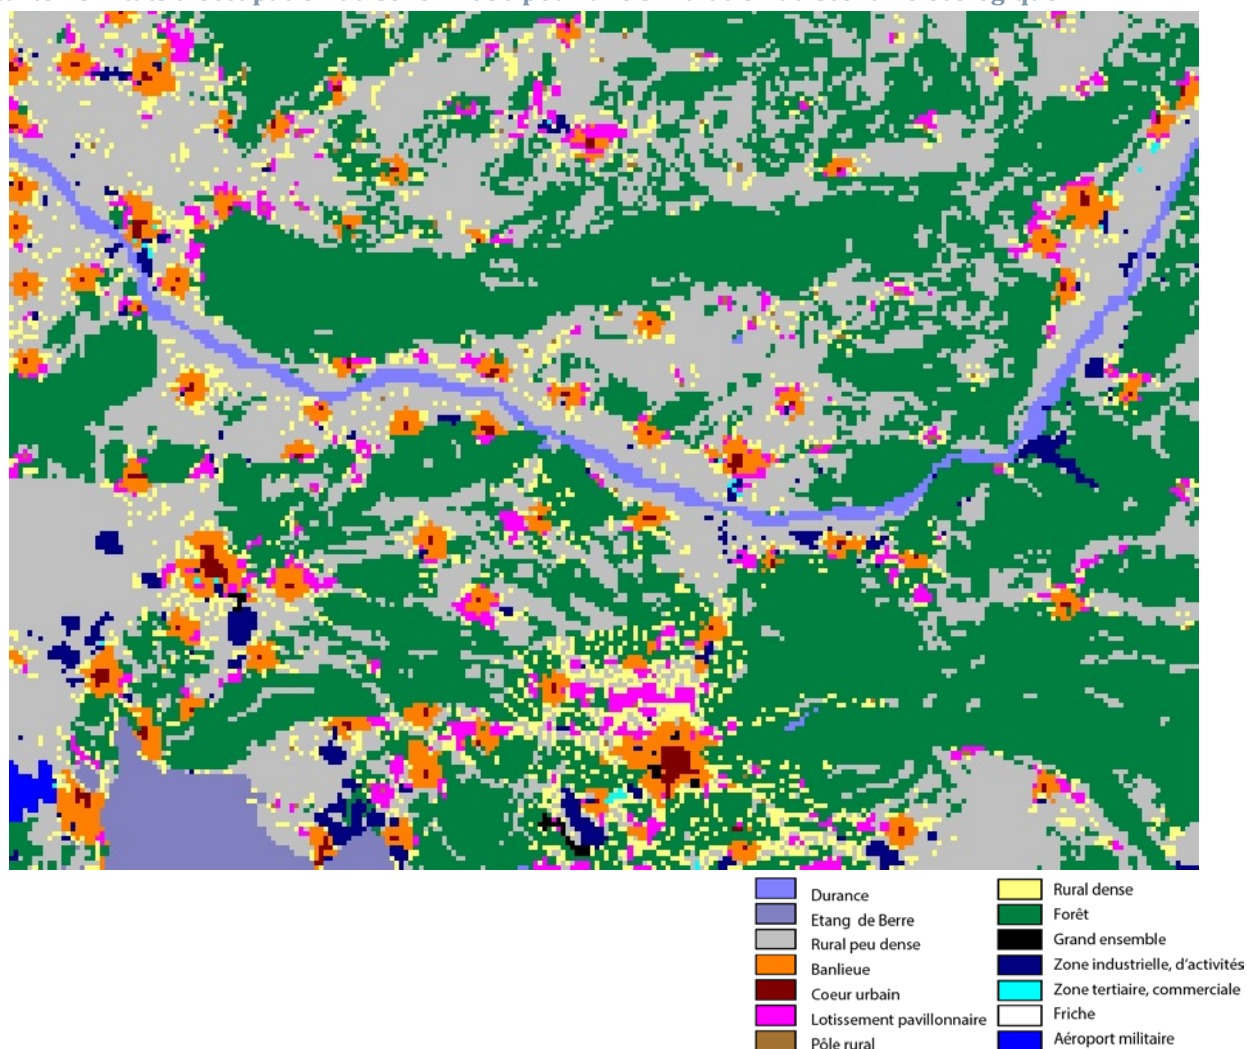 Durance
Etang de Berre
Rural peu dense
Banlieue
Coeur urbain
Lotissement pavillonnaire
Pôle rural
Rural dense
Forêt
Grand ensemble
Zone industrielle, d'activités
Zone tertiaire, commerciale
Friche
Aéroport militaire